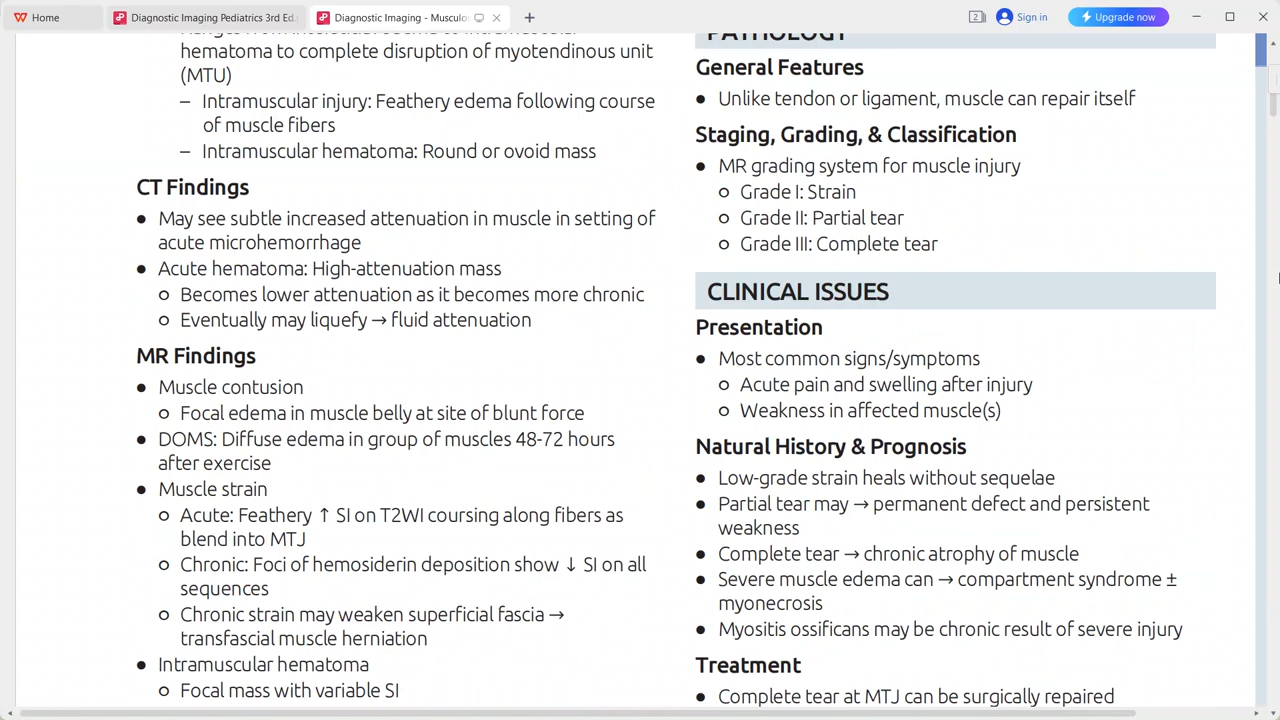 Home
Diagnostic Imaging Pediatrics 3rd Ed.
Diagnostic Imaging - Musculo
2
Sign in
Upgrade now
hematoma to complete disruption of myotendinous unit
(MTU)
– Intramuscular injury: Feathery edema following course
of muscle fibers
– Intramuscular hematoma: Round or ovoid mass
CT Findings
● May see subtle increased attenuation in muscle in setting of
acute microhemorrhage
● Acute hematoma: High-attenuation mass
○ Becomes lower attenuation as it becomes more chronic
○ Eventually may liquefy → fluid attenuation
MR Findings
● Muscle contusion
○ Focal edema in muscle belly at site of blunt force
● DOMS: Diffuse edema in group of muscles 48-72 hours
after exercise
● Muscle strain
○ Acute: Feathery ↑ SI on T2WI coursing along fibers as
blend into MTJ
○ Chronic: Foci of hemosiderin deposition show ↓ SI on all
sequences
○ Chronic strain may weaken superficial fascia →
transfascial muscle herniation
● Intramuscular hematoma
○ Focal mass with variable SI
PATHOLOGY
General Features
● Unlike tendon or ligament, muscle can repair itself
Staging, Grading, & Classification
● MR grading system for muscle injury
○ Grade I: Strain
○ Grade II: Partial tear
○ Grade III: Complete tear
CLINICAL ISSUES
Presentation
● Most common signs/symptoms
○ Acute pain and swelling after injury
○ Weakness in affected muscle(s)
Natural History & Prognosis
● Low-grade strain heals without sequelae
● Partial tear may → permanent defect and persistent
weakness
● Complete tear → chronic atrophy of muscle
● Severe muscle edema can → compartment syndrome ±
myonecrosis
● Myositis ossificans may be chronic result of severe injury
Treatment
● Complete tear at MTJ can be surgically repaired